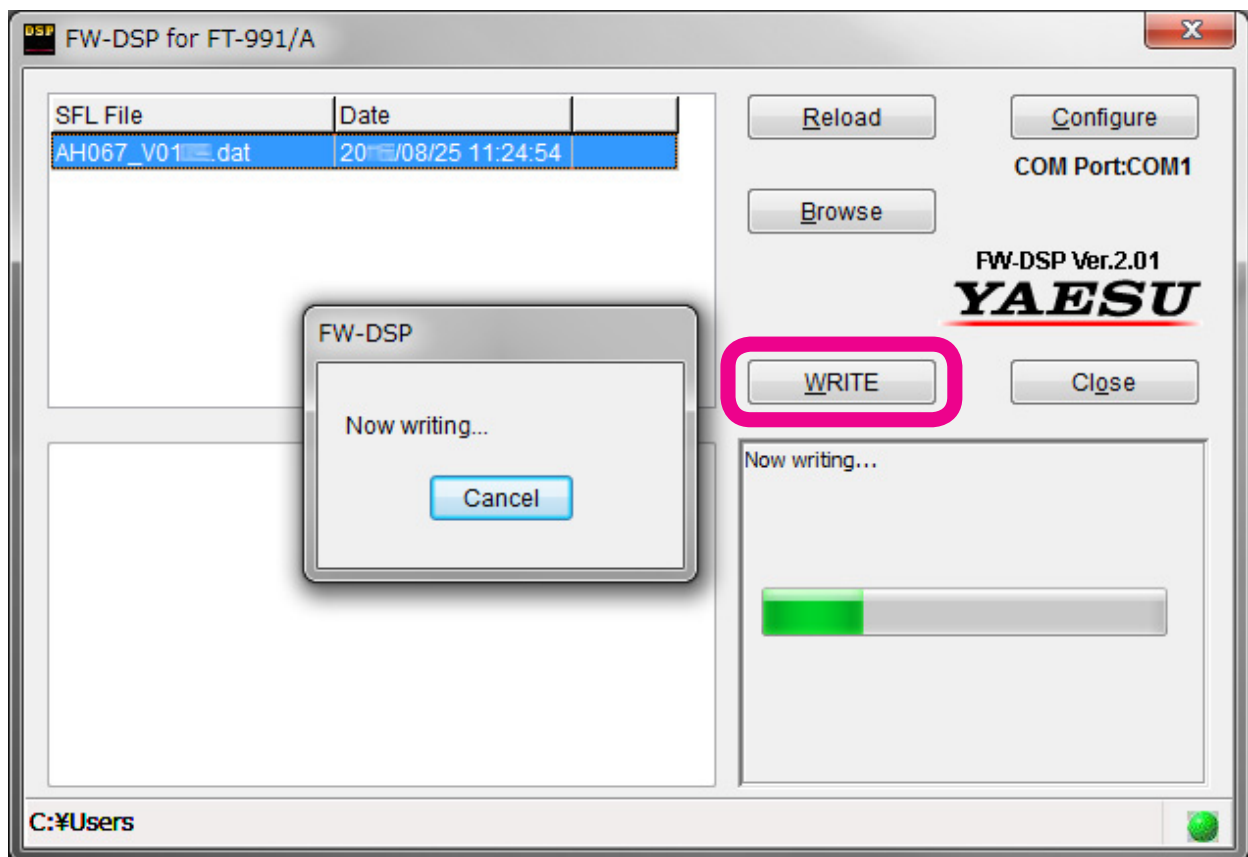 DSP FW-DSP for FT-991/A
SFL File Date
AH067_V01 .dat 20 /08/25 11:24:54
Reload
Configure
COM Port:COM1
Browse
FW-DSP Ver.2.01
YAESU
FW-DSP
Now writing...
Cancel
WRITE
Close
Now writing...
C:¥Users